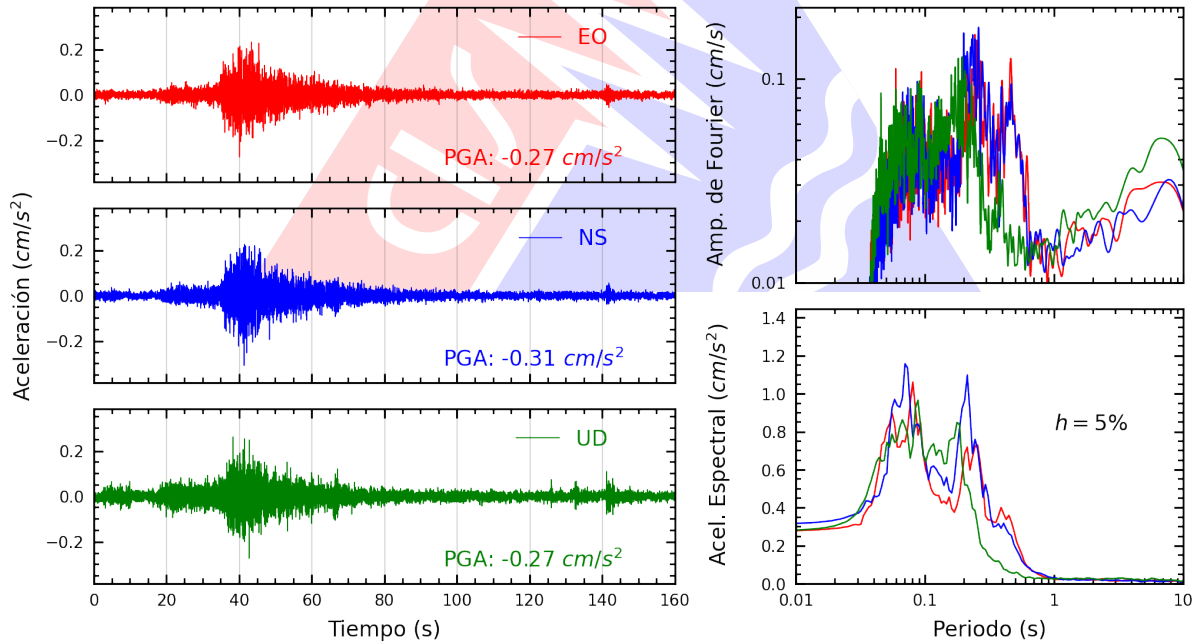 Aceleración (cm/s²)
0.2
0.0
−0.2
EO
PGA: -0.27 cm/s²
0.2
0.0
−0.2
NS
PGA: -0.31 cm/s²
0.2
0.0
−0.2
UD
PGA: -0.27 cm/s²
0 20 40 60 80 100 120 140 160
Tiempo (s)
Amp. de Fourier (cm/s)
0.1
0.01
Acel. Espectral (cm/s²)
1.4
1.2
1.0
0.8
0.6
0.4
0.2
0.0
h = 5%
0.01 0.1 1 10
Periodo (s)